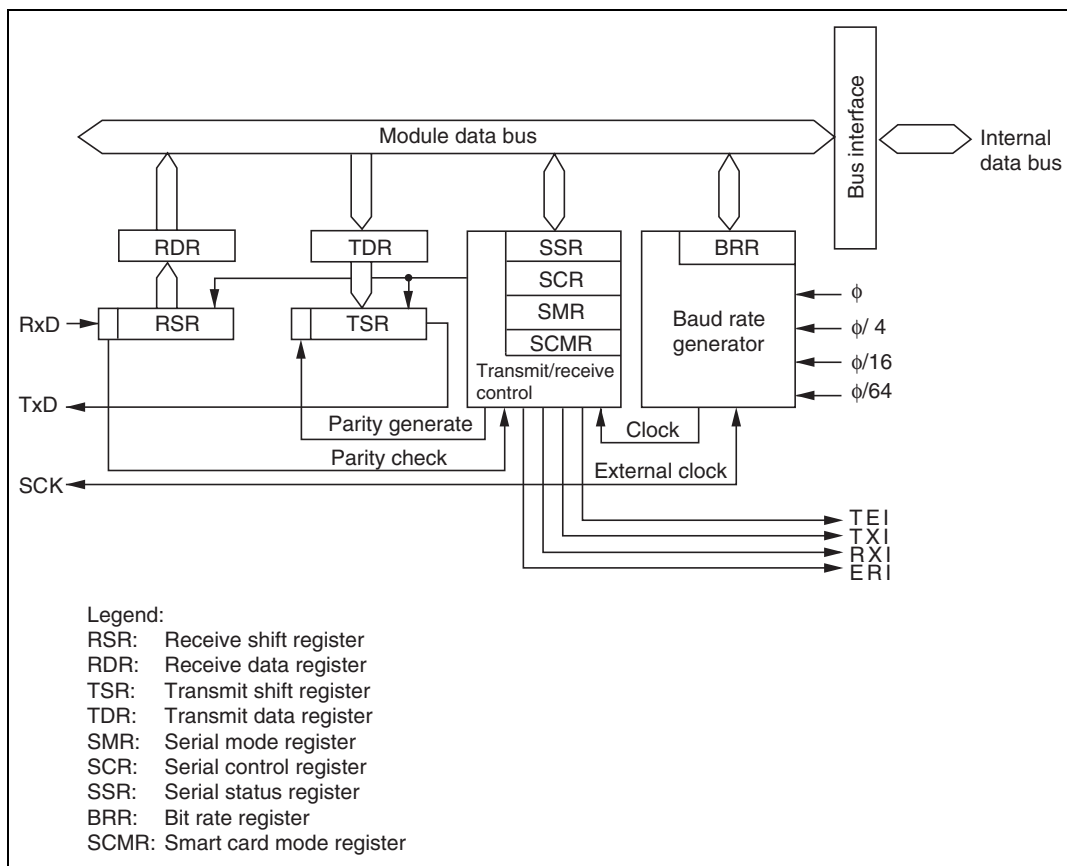 Module data bus
Bus interface
Internal
data bus
RDR
TDR
SSR
BRR
SCR
RSR
TSR
SMR
SCMR
Baud rate
generator
ϕ
ϕ/ 4
ϕ/16
ϕ/64
RxD
TxD
SCK
Transmit/receive
control
Parity generate
Parity check
Clock
External clock
TEI
TXI
RXI
ERI
Legend:
RSR: Receive shift register
RDR: Receive data register
TSR: Transmit shift register
TDR: Transmit data register
SMR: Serial mode register
SCR: Serial control register
SSR: Serial status register
BRR: Bit rate register
SCMR: Smart card mode register